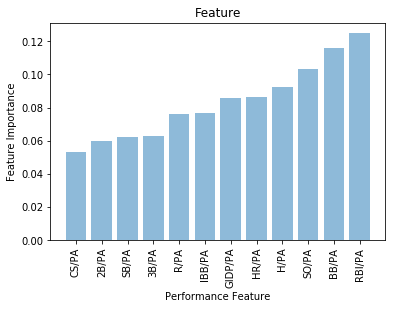 Feature
0.12
0.10
0.08
0.06
0.04
0.02
0.00
Feature Importance
CS/PA
2B/PA
SB/PA
3B/PA
R/PA
IBB/PA
GIDP/PA
HR/PA
H/PA
SO/PA
BB/PA
RBI/PA
Performance Feature